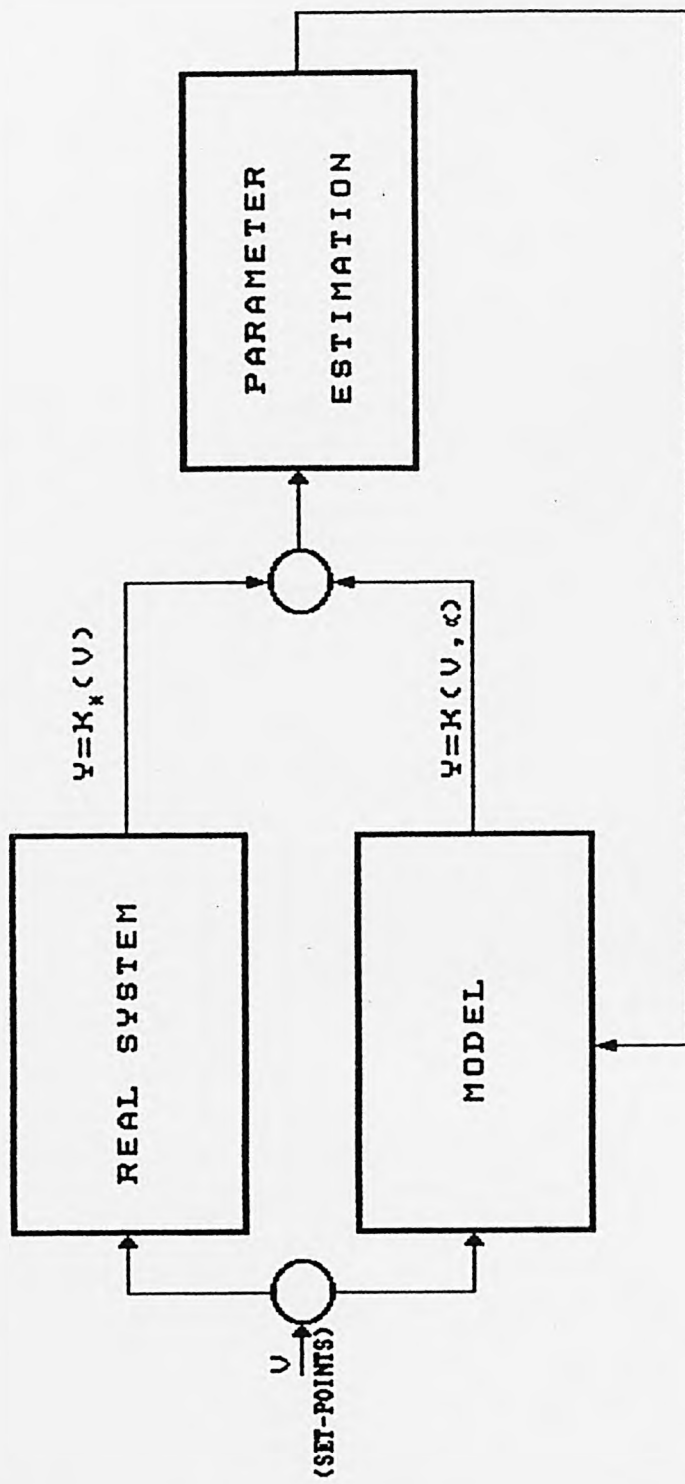 REAL SYSTEM
Y=K*(V)
PARAMETER
ESTIMATION
V
(SET-POINTS)
MODEL
Y=K(V,α)